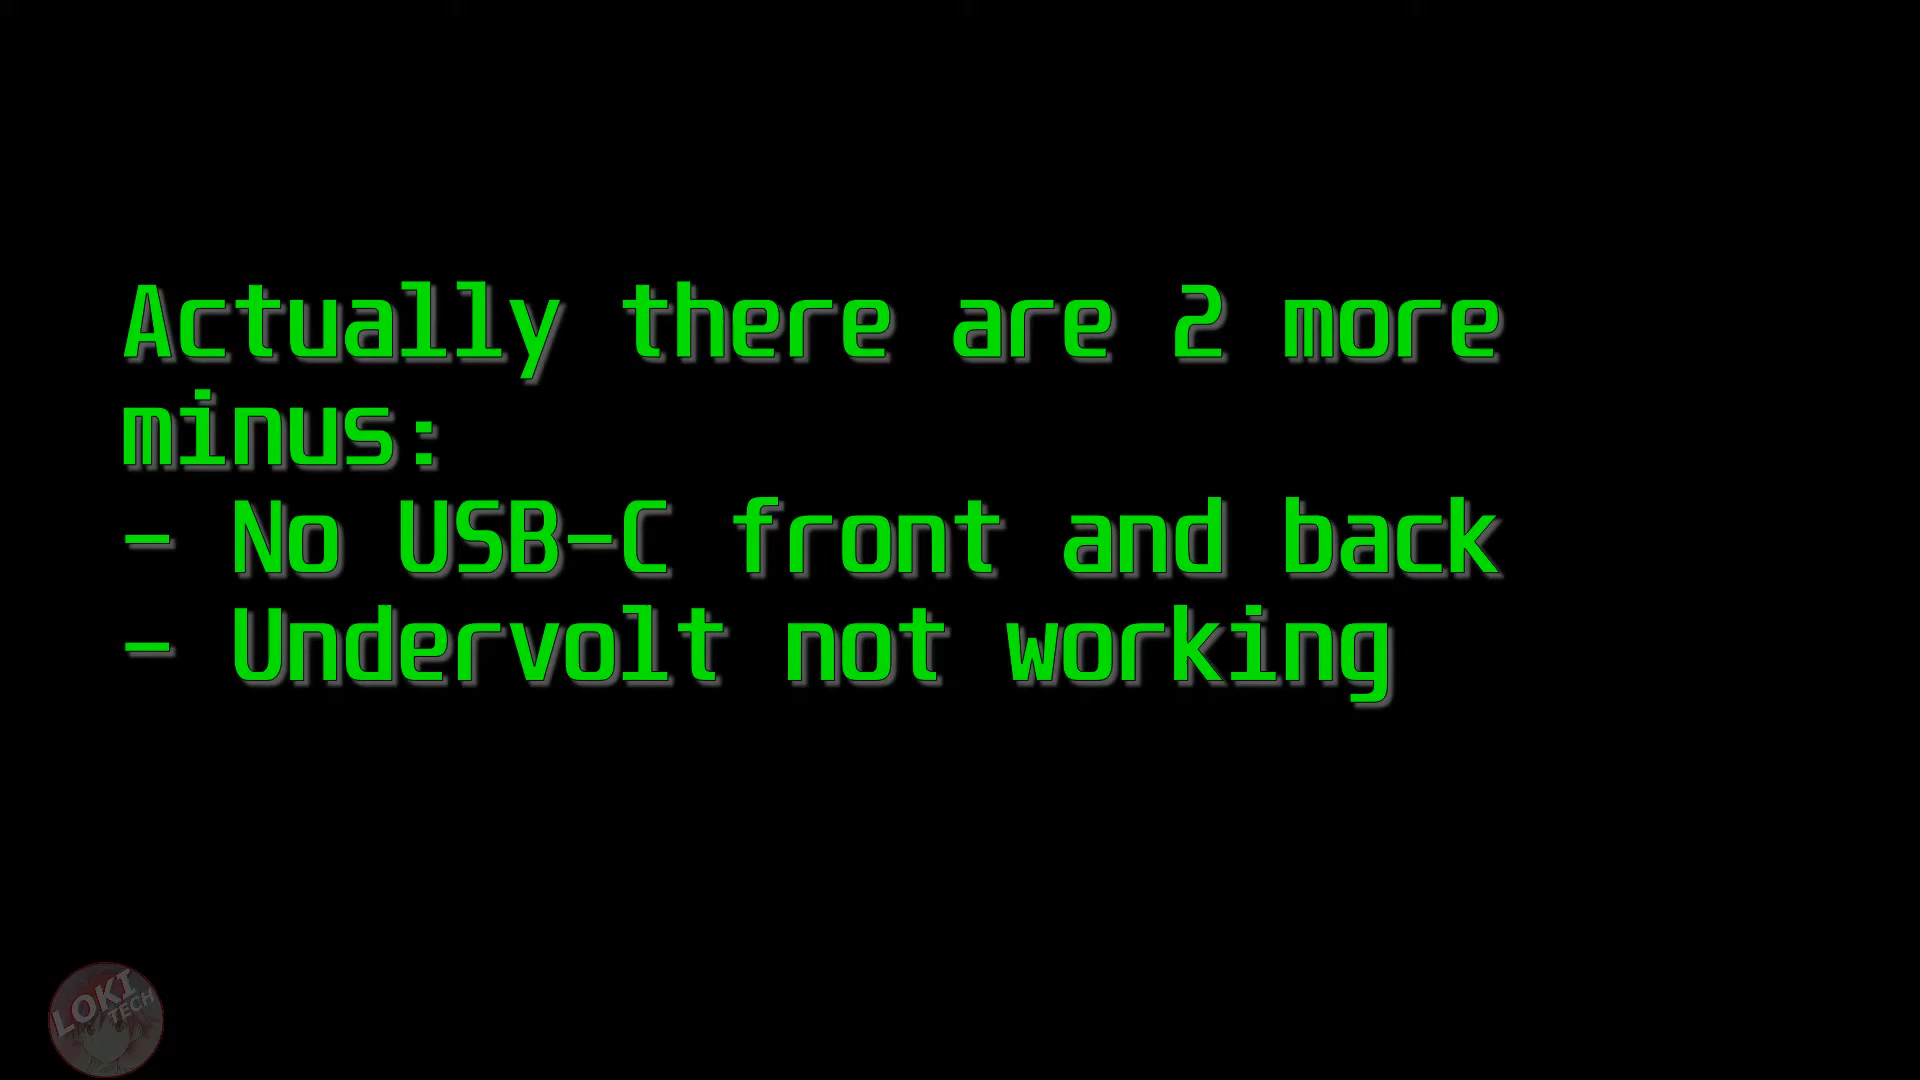 Actually there are 2 more
minus:
- No USB-C front and back
- Undervolt not working
LOKI
TECH